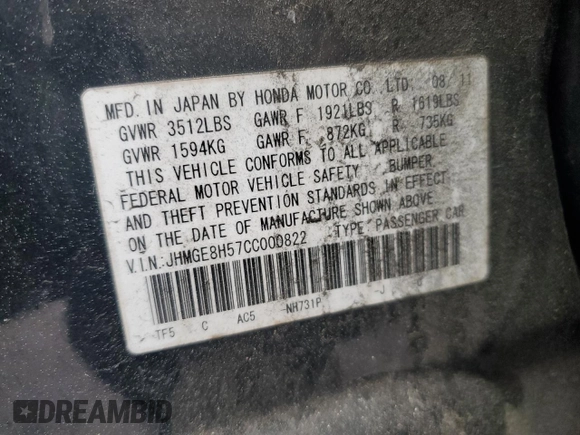 MFD. IN JAPAN BY HONDA MOTOR CO. LTD. 08 11
GVWR 3512LBS GAWR F 1921LBS R 1619LBS
GVWR 1594KG GAWR F. 872KG R. 735KG
THIS VEHICLE CONFORMS TO ALL APPLICABLE
FEDERAL MOTOR VEHICLE SAFETY, BUMPER,
AND THEFT PREVENTION STANDARDS IN EFFECT
ON THE DATE OF MANUFACTURE SHOWN ABOVE
V.I.N.:JHMGE8H57CC000822 TYPE: PASSENGER CAR
TF5 C AC5 -NH731P J
DREAMBID